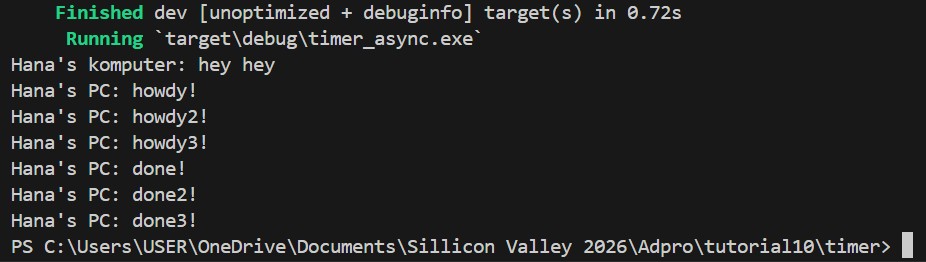 Finished dev [unoptimized + debuginfo] target(s) in 0.72s
Running `target\debug\timer_async.exe`
Hana's komputer: hey hey
Hana's PC: howdy!
Hana's PC: howdy2!
Hana's PC: howdy3!
Hana's PC: done!
Hana's PC: done2!
Hana's PC: done3!
PS C:\Users\USER\OneDrive\Documents\Sillicon Valley 2026\Adpro\tutorial10\timer>